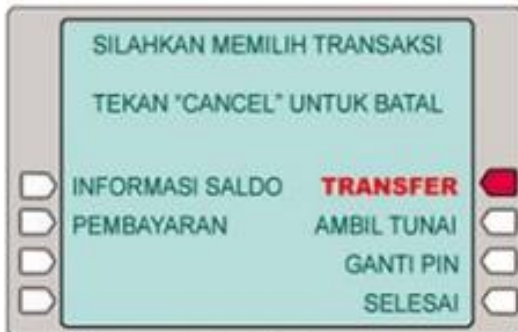 SILAHKAN MEMILIH TRANSAKSI
TEKAN "CANCEL" UNTUK BATAL
INFORMASI SALDO TRANSFER
PEMBAYARAN AMBIL TUNAI
GANTI PIN
SELESAI